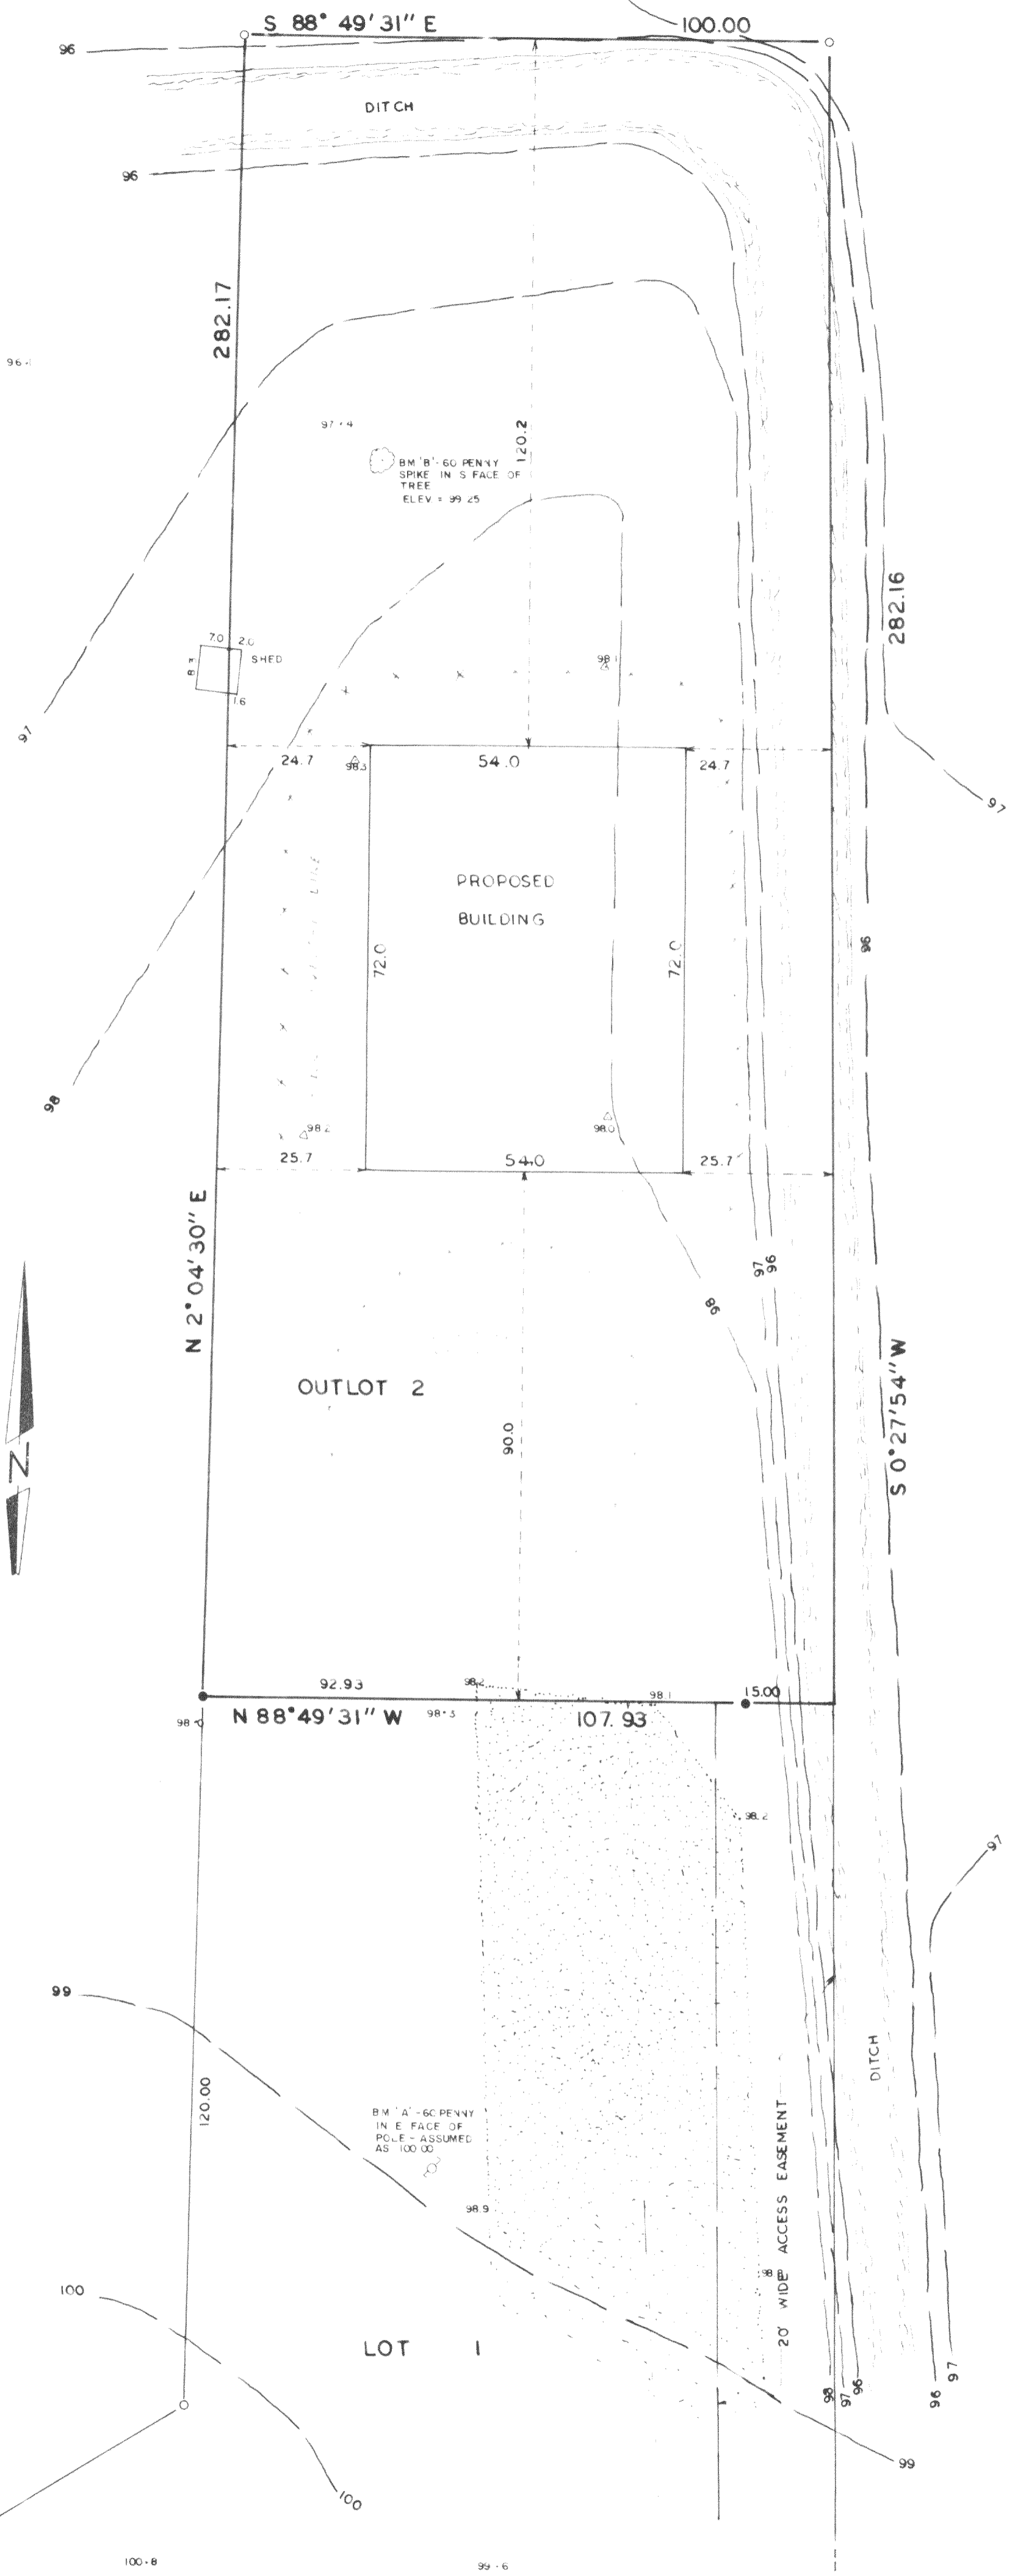 S 88° 49' 31" E
100.00
96
DITCH
96
282.17
97.4
120.2
BM 'B' - 60 PENNY
SPIKE IN S FACE OF
TREE
ELEV = 99.25
282.16
7.0
2.0
8.3
SHED
1.6
98.1
97
24.7
98.3
54.0
24.7
97
PROPOSED
BUILDING
72.0
72.0
96
LINE
98
98.2
98.0
25.7
54.0
25.7
N 2° 04' 30" E
97
96
98
S 0° 27' 54" W
N
OUTLOT 2
90.0
92.93
98.2
98.1
15.00
98.0
N 88° 49' 31" W
98.3
107.93
98.2
97
99
120.00
BM 'A' - 60 PENNY
IN E FACE OF
POLE - ASSUMED
AS 100.00
DITCH
98.9
20' WIDE ACCESS EASEMENT
100
LOT 1
98
97
96
96
97
99
100
100.8
99.6